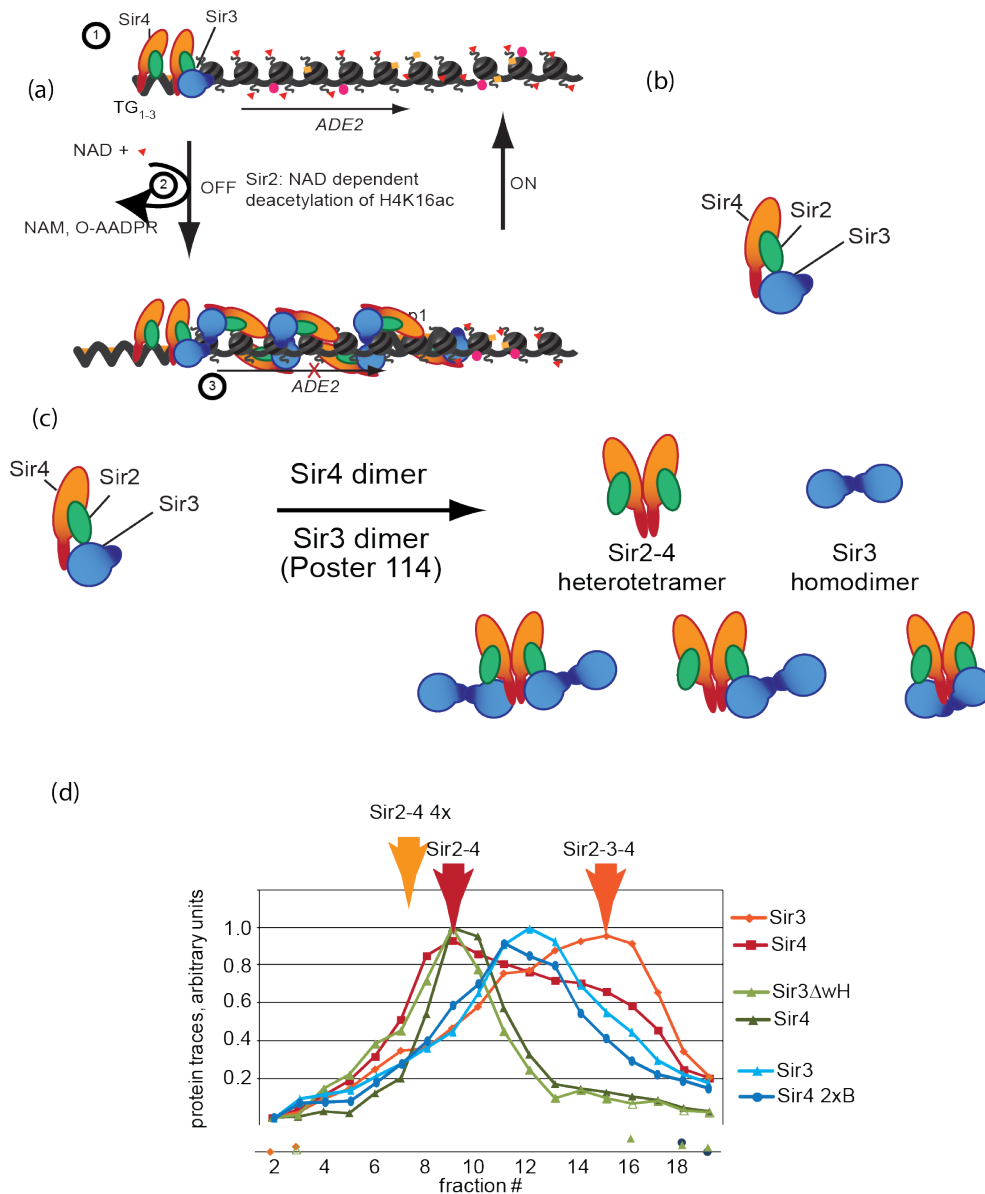 (a)
1
Sir4
Sir3
TG1-3
ADE2
NAD +
2
OFF
Sir2: NAD dependent
deacetylation of H4K16ac
ON
NAM, O-AADPR
p1
3
ADE2
(b)
Sir4
Sir2
Sir3
(c)
Sir4
Sir2
Sir3
Sir4 dimer
Sir3 dimer
(Poster 114)
Sir2-4
heterotetramer
Sir3
homodimer
(d)
Sir2-4 4x
Sir2-4
Sir2-3-4
protein traces, arbitrary units
1.0
0.8
0.6
0.4
0.2
2 4 6 8 10 12 14 16 18
fraction #
Sir3
Sir4
Sir3ΔwH
Sir4
Sir3
Sir4 2xB